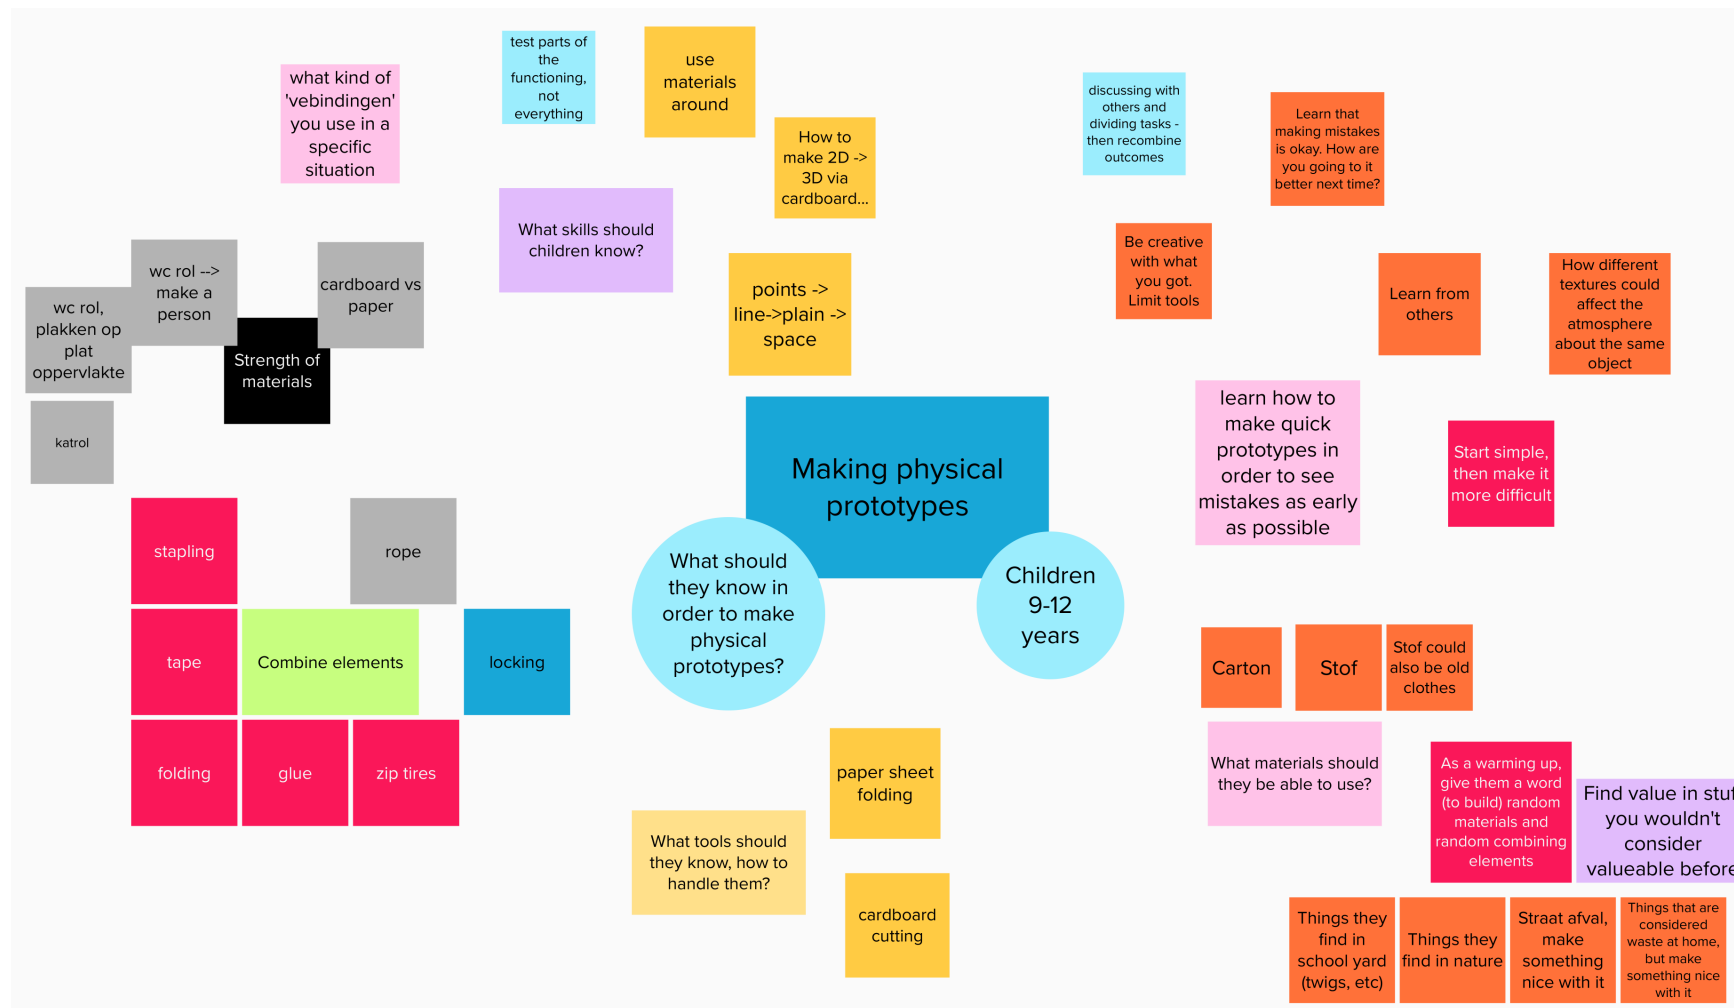 what kind of
'vebindingen'
you use in a
specific
situation
test parts of
the
functioning,
not
everything
use
materials
around
How to
make 2D ->
3D via
cardboard...
What skills should
children know?
points ->
line->plain ->
space
discussing with
others and
dividing tasks -
then recombine
outcomes
Learn that
making mistakes
is okay. How are
you going to it
better next time?
Be creative
with what
you got.
Limit tools
Learn from
others
How different
textures could
affect the
atmosphere
about the same
object
wc rol,
plakken op
plat
oppervlakte
wc rol -->
make a
person
cardboard vs
paper
Strength of
materials
katrol
Making physical
prototypes
What should
they know in
order to make
physical
prototypes?
Children
9-12
years
learn how to
make quick
prototypes in
order to see
mistakes as early
as possible
Start simple,
then make it
more difficult
stapling
rope
tape
Combine elements
locking
folding
glue
zip tires
paper sheet
folding
What tools should
they know, how to
handle them?
cardboard
cutting
Carton
Stof
Stof could
also be old
clothes
What materials should
they be able to use?
As a warming up,
give them a word
(to build) random
materials and
random combining
elements
Find value in stuf
you wouldn't
consider
valueable before
Things they
find in
school yard
(twigs, etc)
Things they
find in nature
Straat afval,
make
something
nice with it
Things that are
considered
waste at home,
but make
something nice
with it